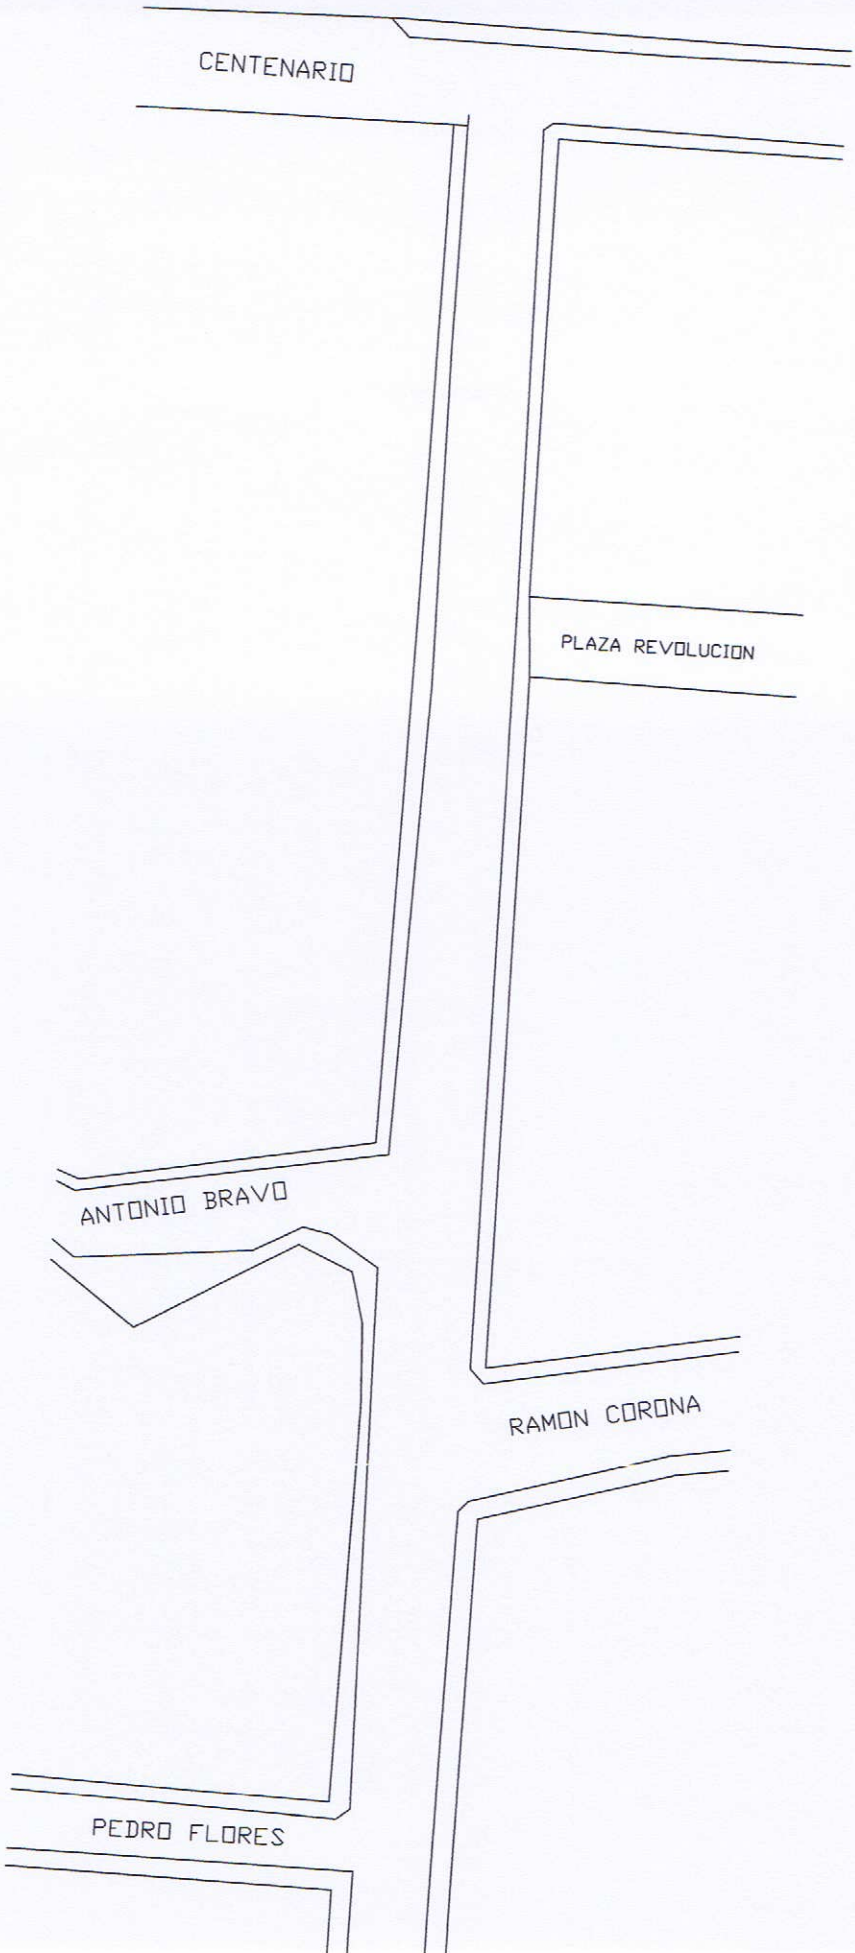 CENTENARIO
PLAZA REVOLUCION
ANTONIO BRAVO
RAMON CORONA
PEDRO FLORES